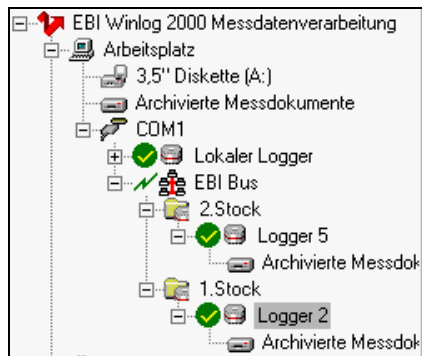 EBI Winlog 2000 Messdatenverarbeitung
Arbeitsplatz
3,5" Diskette (A:)
Archivierte Messdokumente
COM1
Lokaler Logger
EBI Bus
2.Stock
Logger 5
Archivierte Messdok
1.Stock
Logger 2
Archivierte Messdok